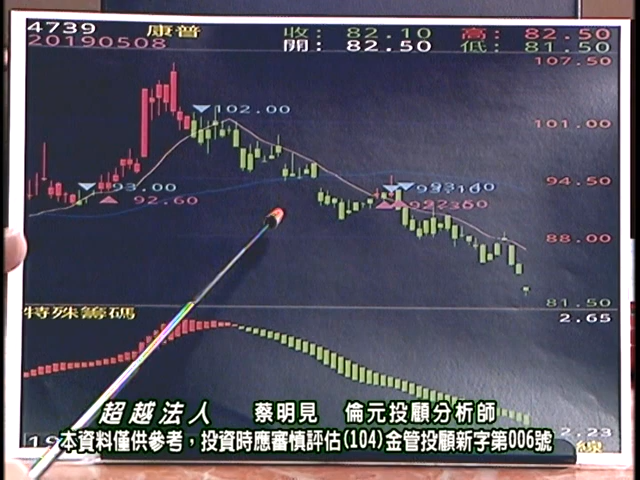 4739 康普 收: 82.10 高: 82.50
20190508 開: 82.50 低: 81.50
107.50
102.00
101.00
94.50
93.00
92.60
88.00
81.50
特殊籌碼
2.65
超越法人 蔡明見 倫元投顧分析師
2.23
本資料僅供參考，投資時應審慎評估(104)金管投顧新字第006號
線